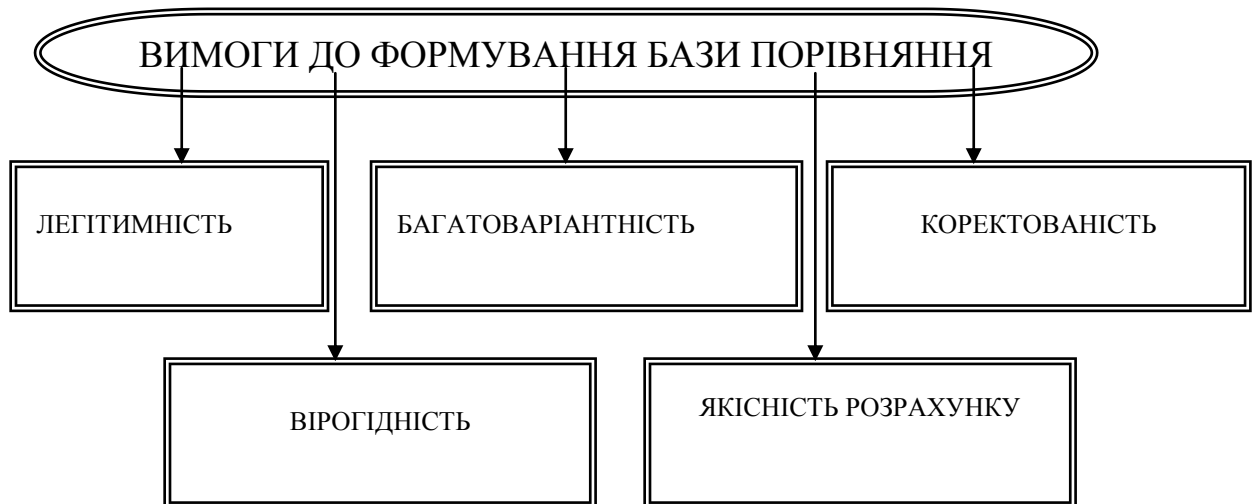 ВИМОГИ ДО ФОРМУВАННЯ БАЗИ ПОРІВНЯННЯ
ЛЕГІТИМНІСТЬ
БАГАТОВАРІАНТНІСТЬ
КОРЕКТОВАНІСТЬ
ВІРОГІДНІСТЬ
ЯКІСНІСТЬ РОЗРАХУНКУ